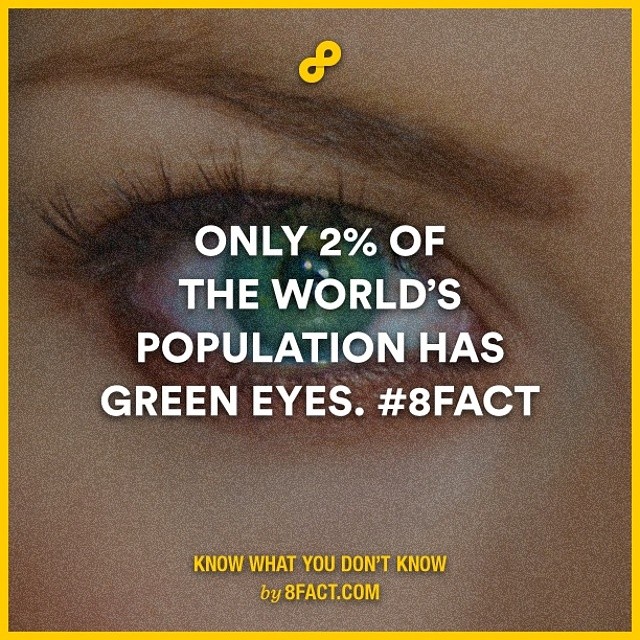 ONLY 2% OF
THE WORLD'S
POPULATION HAS
GREEN EYES. #8FACT
KNOW WHAT YOU DON'T KNOW
by 8FACT.COM